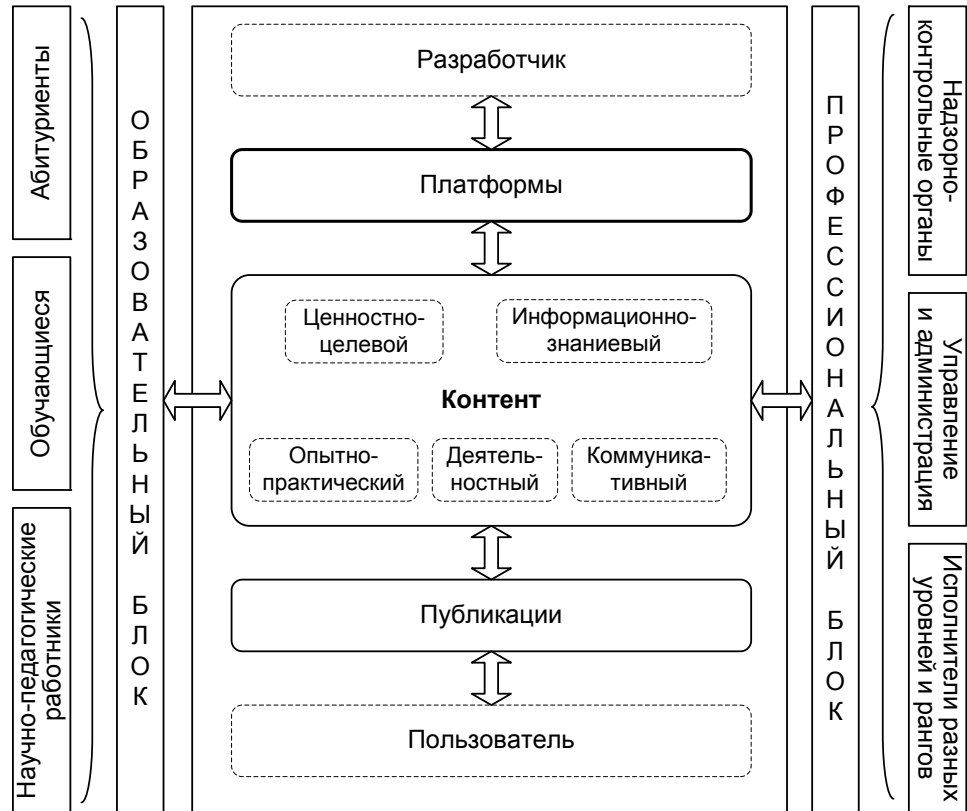 Абитуриенты
Обучающиеся
Научно-педагогические
работники
ОБРАЗОВАТЕЛЬНЫЙ БЛОК
Разработчик
Платформы
Ценностно-
целевой
Информационно-
знаниевый
Контент
Опытно-
практический
Деятель-
ностный
Коммуника-
тивный
Публикации
Пользователь
ПРОФЕССИОНАЛЬНЫЙ БЛОК
Надзорно-
контрольные органы
Управление
и администрация
Исполнители разных
уровней и рангов